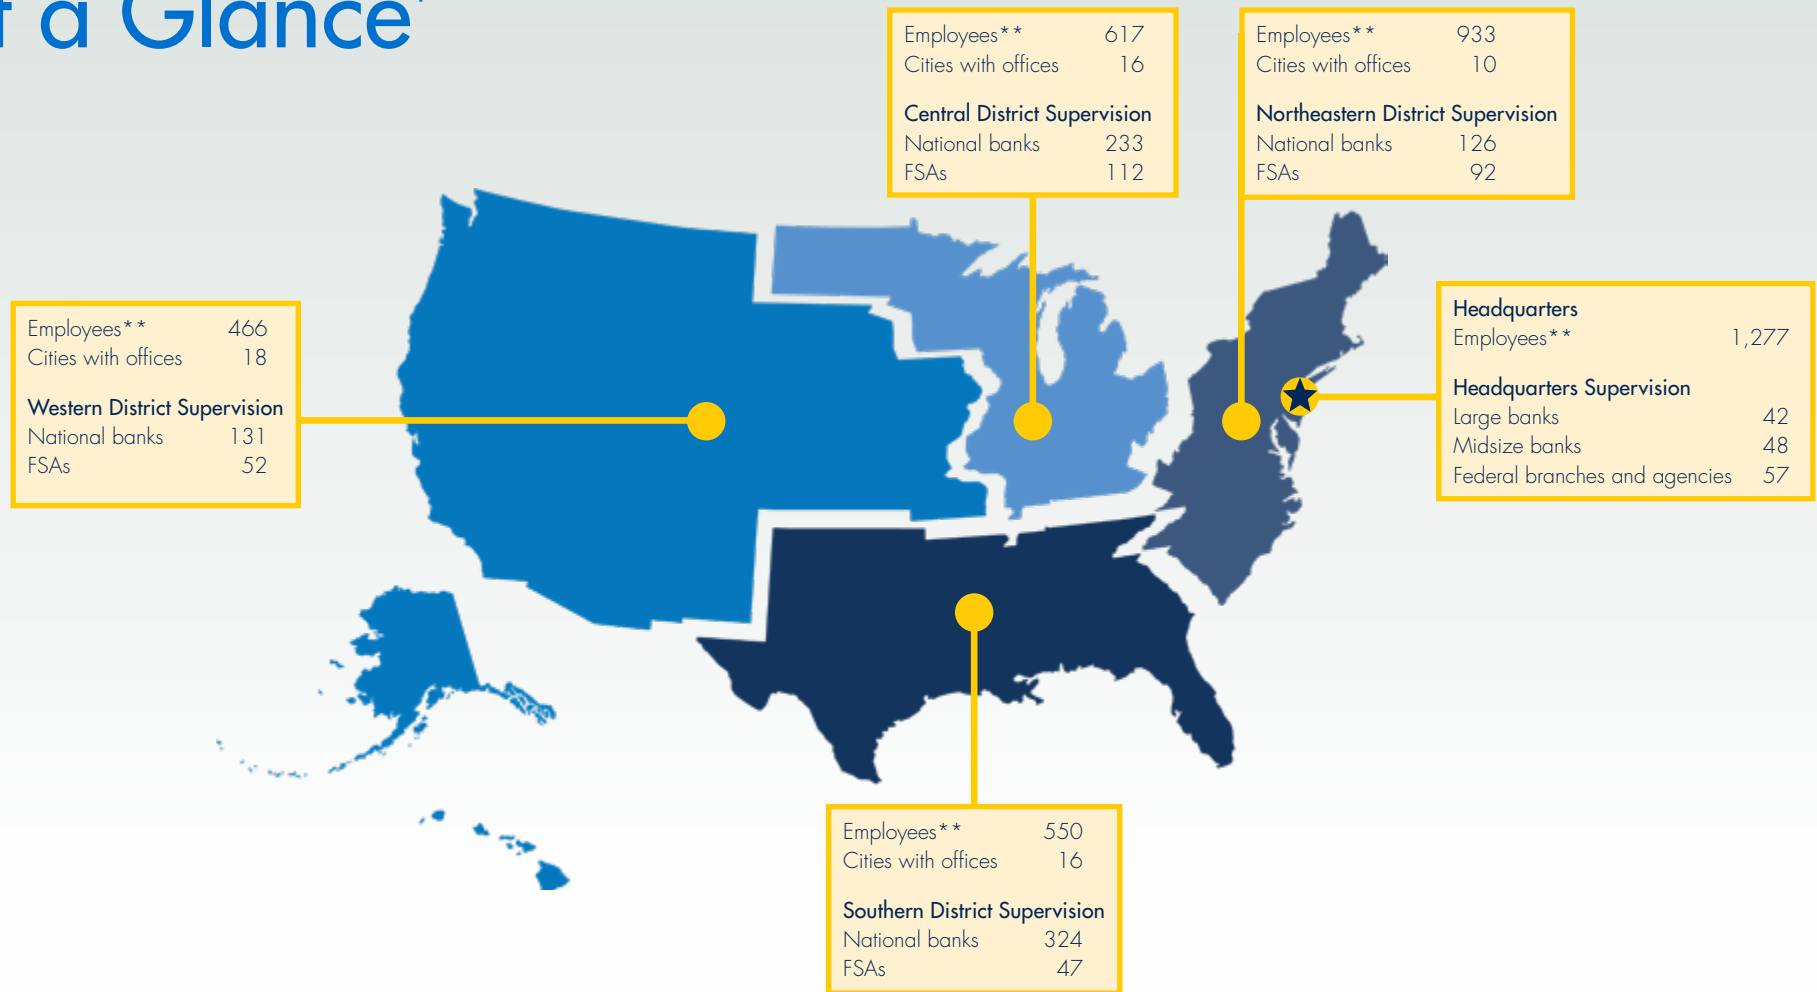 a Glance*
Employees** 617
Cities with offices 16
Central District Supervision
National banks 233
FSAs 112
Employees** 933
Cities with offices 10
Northeastern District Supervision
National banks 126
FSAs 92
Employees** 466
Cities with offices 18
Western District Supervision
National banks 131
FSAs 52
Headquarters
Employees** 1,277
Headquarters Supervision
Large banks 42
Midsize banks 48
Federal branches and agencies 57
Employees** 550
Cities with offices 16
Southern District Supervision
National banks 324
FSAs 47